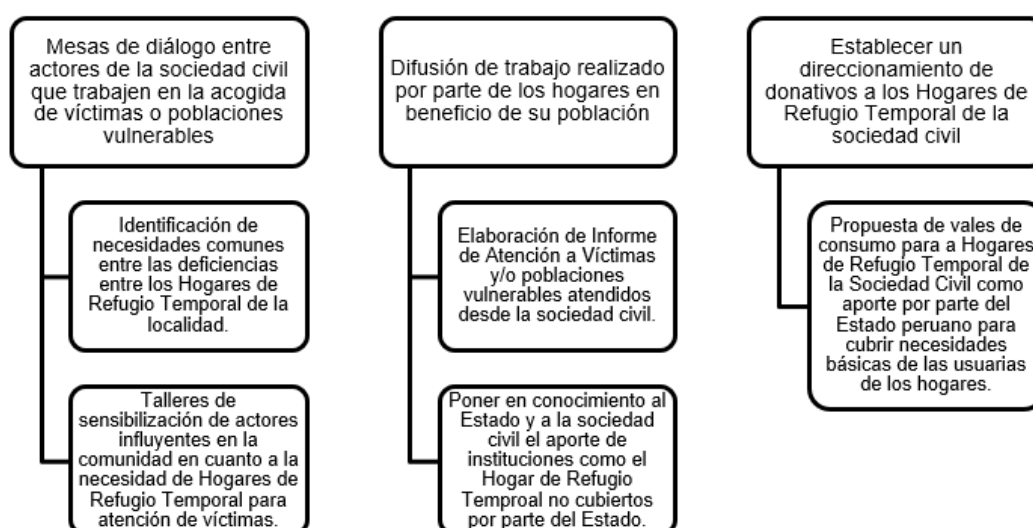 Mesas de diálogo entre
actores de la sociedad civil
que trabajen en la acogida
de víctimas o poblaciones
vulnerables
Identificación de
necesidades comunes
entre las deficiencias
entre los Hogares de
Refugio Temporal de la
localidad.
Talleres de
sensibilización de actores
influyentes en la
comunidad en cuanto a la
necesidad de Hogares de
Refugio Temporal para
atención de víctimas.
Difusión de trabajo realizado
por parte de los hogares en
beneficio de su población
Elaboración de Informe
de Atención a Víctimas
y/o poblaciones
vulnerables atendidos
desde la sociedad civil.
Poner en conocimiento al
Estado y a la sociedad
civil el aporte de
instituciones como el
Hogar de Refugio
Temproal no cubiertos
por parte del Estado.
Establecer un
direccionamiento de
donativos a los Hogares de
Refugio Temporal de la
sociedad civil
Propuesta de vales de
consumo para a Hogares
de Refugio Temporal de
la Sociedad Civil como
aporte por parte del
Estado peruano para
cubrir necesidades
básicas de las usuarias
de los hogares.